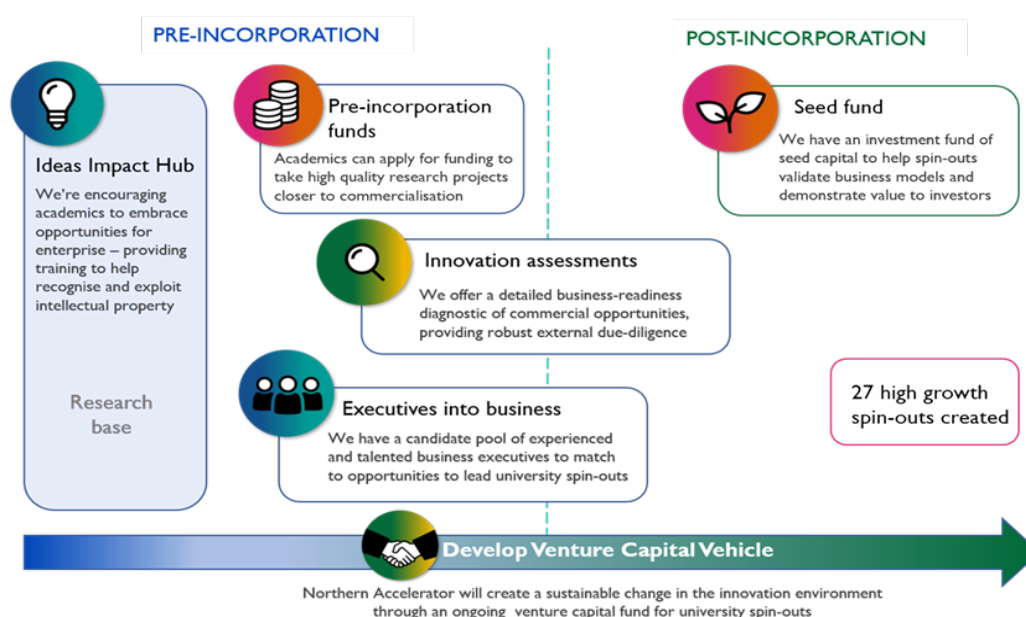 PRE-INCORPORATION
POST-INCORPORATION
Ideas Impact Hub
We're encouraging
academics to embrace
opportunities for
enterprise – providing
training to help
recognise and exploit
intellectual property
Research
base
Pre-incorporation
funds
Academics can apply for funding to
take high quality research projects
closer to commercialisation
Seed fund
We have an investment fund of
seed capital to help spin-outs
validate business models and
demonstrate value to investors
Innovation assessments
We offer a detailed business-readiness
diagnostic of commercial opportunities,
providing robust external due-diligence
Executives into business
We have a candidate pool of experienced
and talented business executives to match
to opportunities to lead university spin-outs
27 high growth
spin-outs created
Develop Venture Capital Vehicle
Northern Accelerator will create a sustainable change in the innovation environment
through an ongoing venture capital fund for university spin-outs